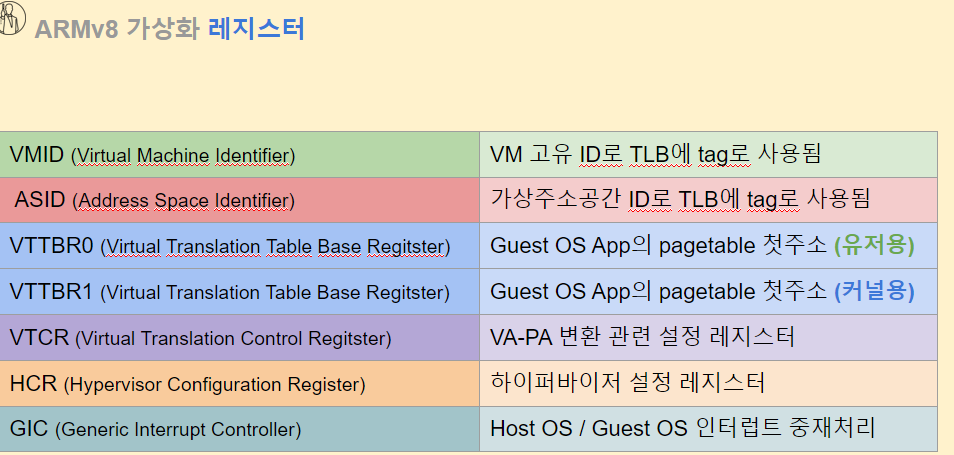 ARMv8 가상화 레지스터
VMID (Virtual Machine Identifier) VM 고유 ID로 TLB에 tag로 사용됨
ASID (Address Space Identifier) 가상주소공간 ID로 TLB에 tag로 사용됨
VTTBR0 (Virtual Translation Table Base Regitster) Guest OS App의 pagetable 첫주소 (유저용)
VTTBR1 (Virtual Translation Table Base Regitster) Guest OS App의 pagetable 첫주소 (커널용)
VTCR (Virtual Translation Control Regitster) VA-PA 변환 관련 설정 레지스터
HCR (Hypervisor Configuration Register) 하이퍼바이저 설정 레지스터
GIC (Generic Interrupt Controller) Host OS / Guest OS 인터럽트 중재처리